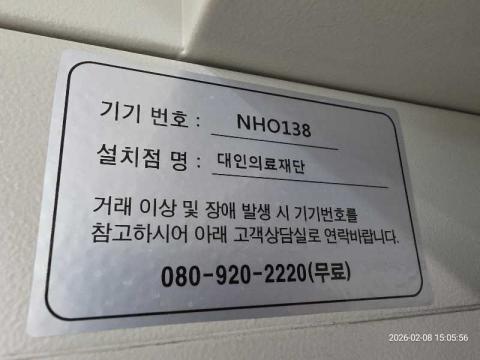 기기 번호 : NHO138
설치점 명 : 대인의료재단
거래 이상 및 장애 발생 시 기기번호를
참고하시어 아래 고객상담실로 연락바랍니다.
080-920-2220(무료)
2026-02-08 15:05:56